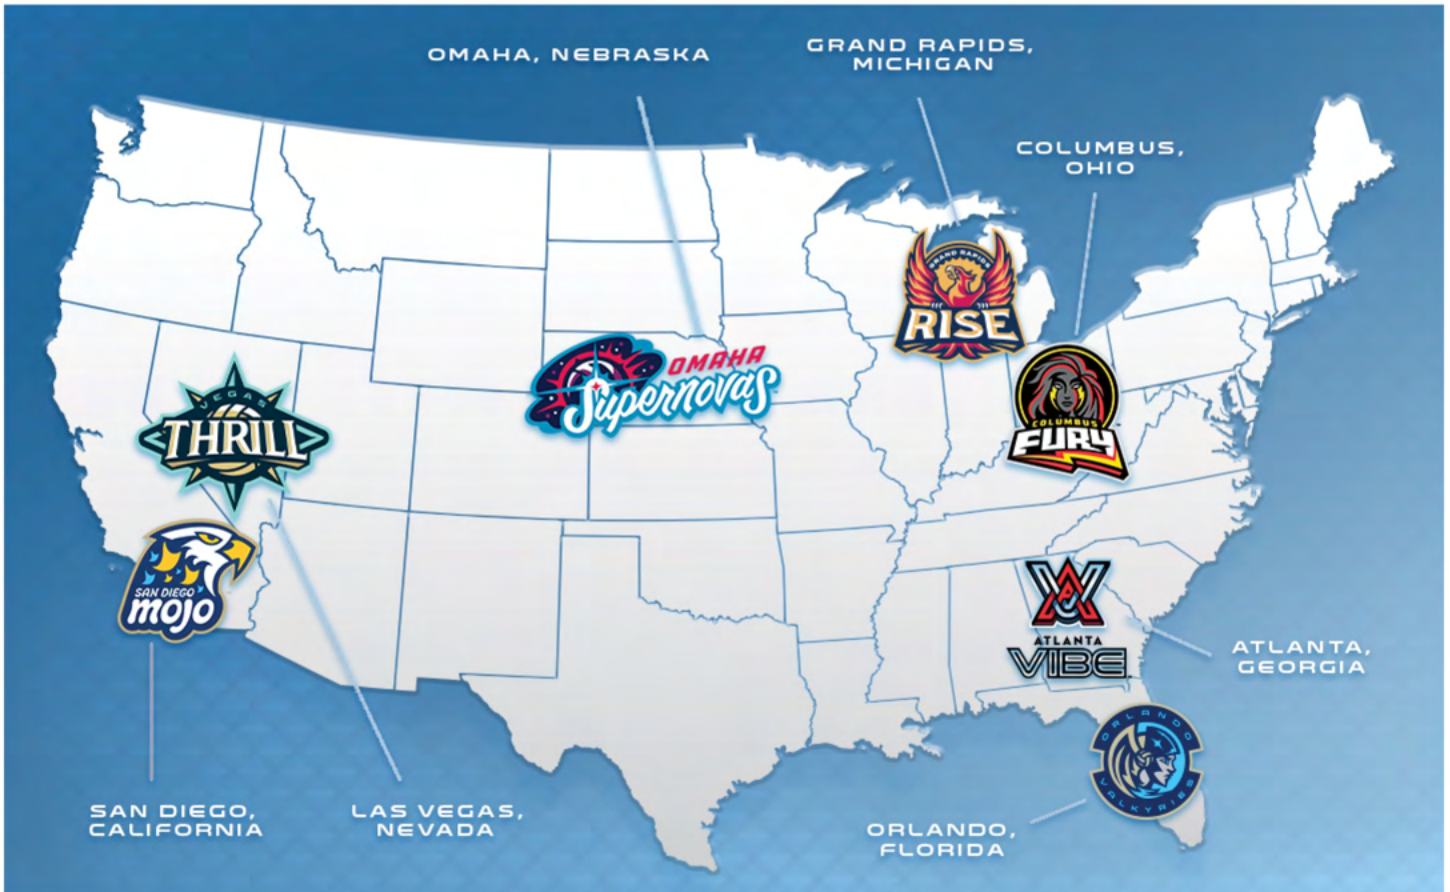 OMAHA, NEBRASKA
GRAND RAPIDS,
MICHIGAN
COLUMBUS,
OHIO
GRAND RAPIDS
RISE
OMAHA
Supernovas
VEGAS
THRILL
COLUMBUS
FURY
SAN DIEGO
mojo
ATLANTA
VIBE
ATLANTA,
GEORGIA
ORLANDO
VALKYRIES
SAN DIEGO,
CALIFORNIA
LAS VEGAS,
NEVADA
ORLANDO,
FLORIDA